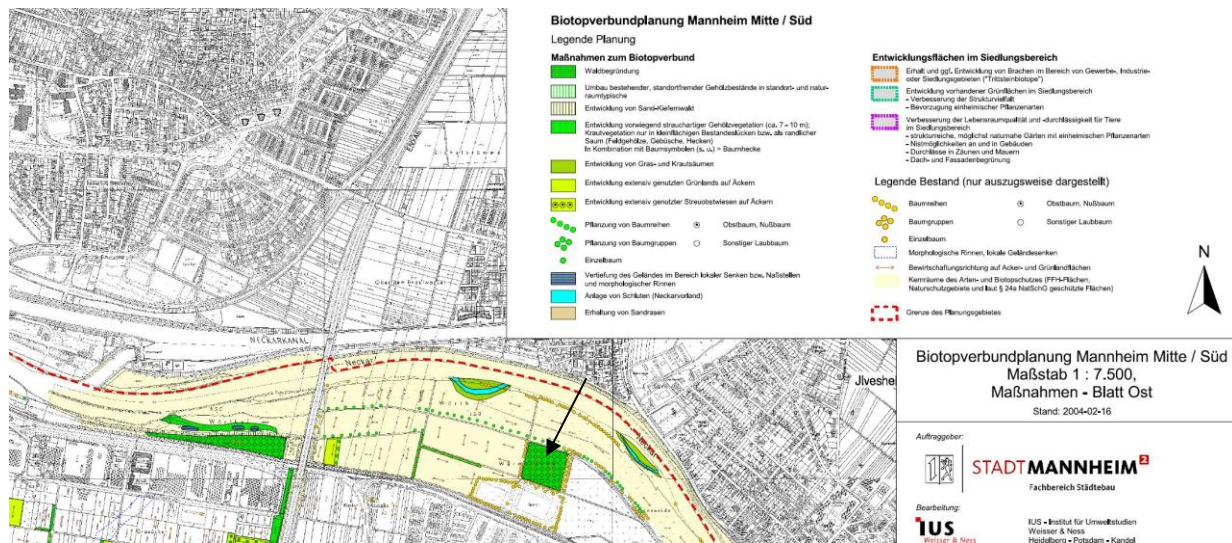 Biotopverbundplanung Mannheim Mitte / Süd
Legende Planung
Maßnahmen zum Biotopverbund
Waldbegründung
Umbau bestehender, standortfremder Gehölzbestände in standort- und natur-
raumtypische
Entwicklung von Sand-Kiefernwald
Entwicklung vorwiegend strauchartiger Gehölzvegetation (ca. 7 - 10 m);
Krautvegetation nur in kleinflächigen Bestandeslücken bzw. als randlicher
Saum (Feldgehölze, Gebüsche, Hecken)
In Kombination mit Baumsymbolen (s. u.) = Baumhecke
Entwicklung von Gras- und Krautsäumen
Entwicklung extensiv genutzten Grünlands auf Äckern
Entwicklung extensiv genutzter Streuobstwiesen auf Äckern
Pflanzung von Baumreihen
Obstbaum, Nußbaum
Pflanzung von Baumgruppen
Sonstiger Laubbaum
Einzelbaum
Vertiefung des Geländes im Bereich lokaler Senken bzw. Naßstellen
und morphologischer Rinnen
Anlage von Schluten (Neckarvorland)
Erhaltung von Sandrasen
Entwicklungsflächen im Siedlungsbereich
Erhalt und ggf. Entwicklung von Brachen im Bereich von Gewerbe-, Industrie-
oder Siedlungsgebieten ("Trittsteinbiotope")
Entwicklung vorhandener Grünflächen im Siedlungsbereich
- Verbesserung der Strukturvielfalt
- Bevorzugung einheimischer Pflanzenarten
Verbesserung der Lebensraumqualität und -durchlässigkeit für Tiere
im Siedlungsbereich
- strukturreiche, möglichst naturnahe Gärten mit einheimischen Pflanzenarten
- Nistmöglichkeiten an und in Gebäuden
- Durchlässe in Zäunen und Mauern
- Dach- und Fassadenbegrünung
Legende Bestand (nur auszugsweise dargestellt)
Baumreihen
Obstbaum, Nußbaum
Baumgruppen
Sonstiger Laubbaum
Einzelbaum
Morphologische Rinnen, lokale Geländesenken
Bewirtschaftungsrichtung auf Acker- und Grünlandflächen
Kernräume des Arten- und Biotopschutzes (FFH-Flächen,
Naturschutzgebiete und laut § 24a NatSchG geschützte Flächen)
Grenze des Planungsgebietes
N
NECKARKANAL
Neckar
Jlveshe
Biotopverbundplanung Mannheim Mitte / Süd
Maßstab 1 : 7.500,
Maßnahmen - Blatt Ost
Stand: 2004-02-16
Auftraggeber:
STADTMANNHEIM²
Fachbereich Städtebau
Bearbeitung:
IUS
Weisser & Ness
IUS - Institut für Umweltstudien
Weisser & Ness
Heidelberg - Potsdam - Kandel